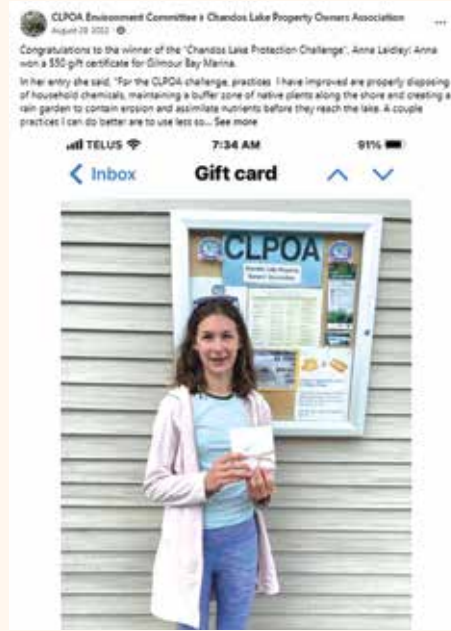 CLPOA Environment Committee ▸ Chandos Lake Property Owners Association
August 29 2022
Congratulations to the winner of the "Chandos Lake Protection Challenge", Anna Laidley! Anna
won a $50 gift certificate for Gilmour Bay Marina.
In her entry she said, "For the CLPOA challenge, practices I have improved are properly disposing
of household chemicals, maintaining a buffer zone of native plants along the shore and creating a
rain garden to contain erosion and assimilate nutrients before they reach the lake. A couple
practices I can do better are to use less so... See more
TELUS 7:34 AM 91%
Inbox Gift card
CLPOA
Chandos Lake Property
Owners Association